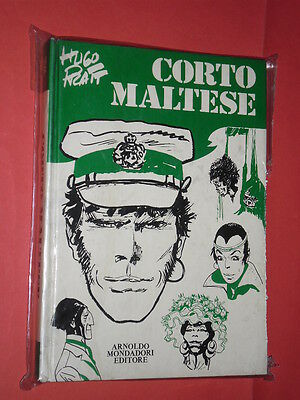 HUGO
PRATT
CORTO
MALTESE
ARNOLDO
MONDADORI
EDITORE